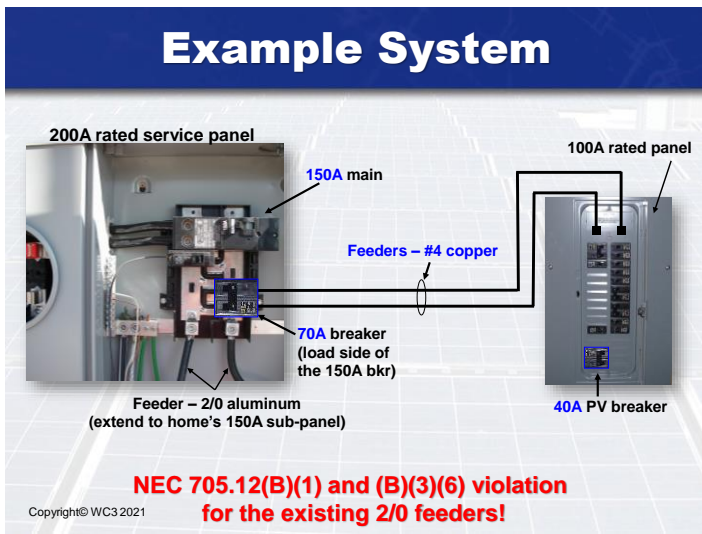 Example System
200A rated service panel
100A rated panel
150A main
Feeders – #4 copper
70A breaker
(load side of
the 150A bkr)
Feeder – 2/0 aluminum
(extend to home's 150A sub-panel)
40A PV breaker
NEC 705.12(B)(1) and (B)(3)(6) violation
for the existing 2/0 feeders!
Copyright© WC3 2021